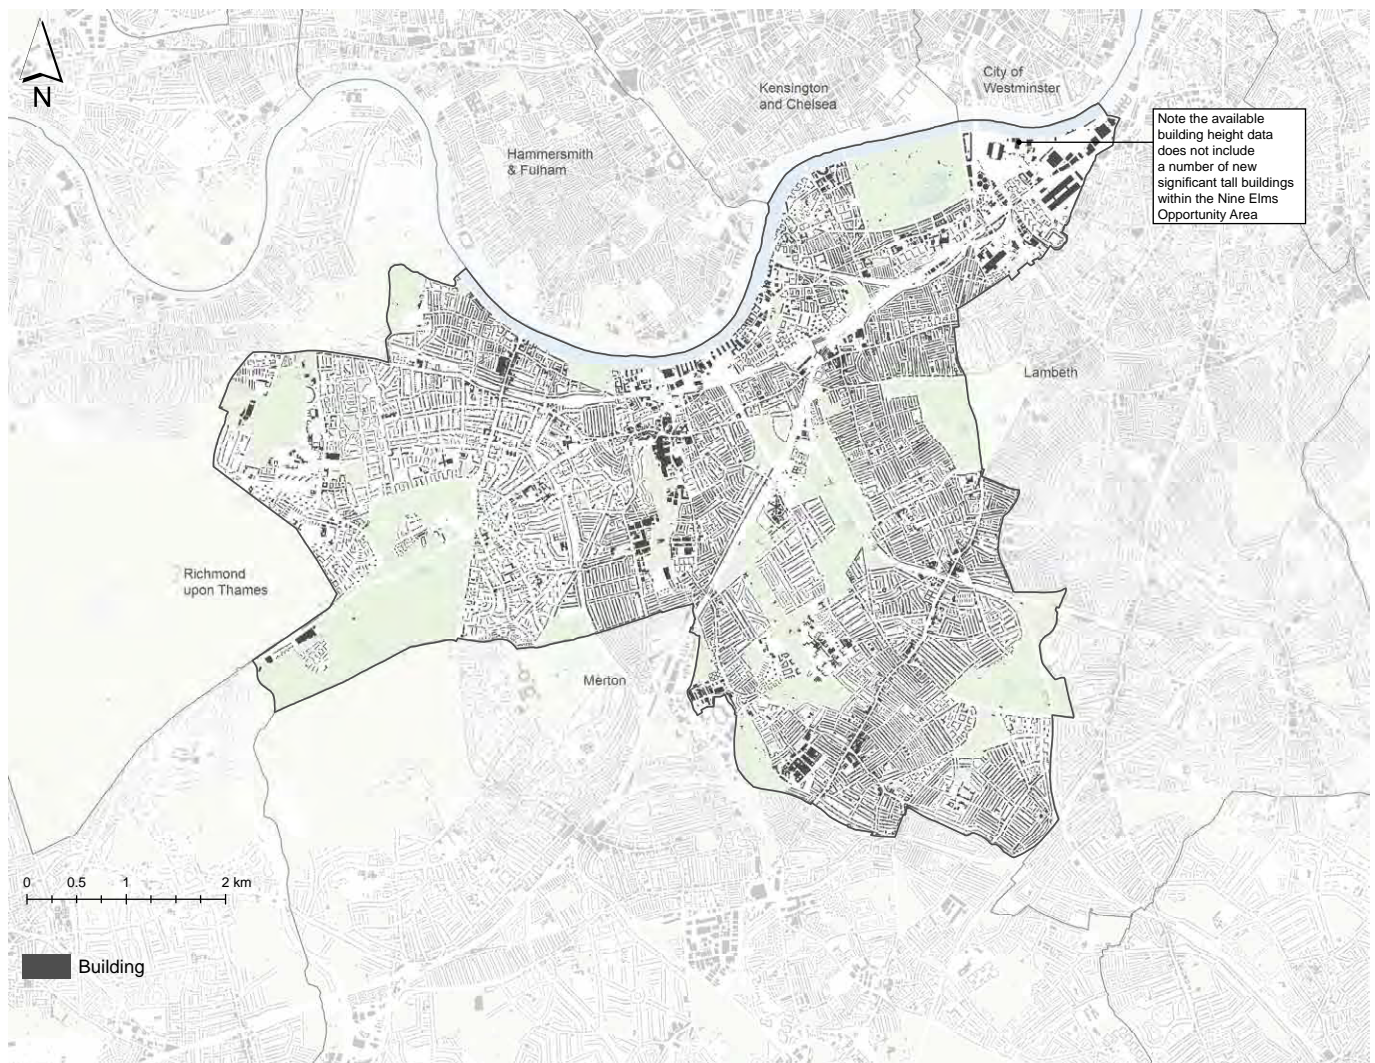 N
City of
Westminster
Kensington
and Chelsea
Note the available
building height data
does not include
a number of new
significant tall buildings
within the Nine Elms
Opportunity Area
Hammersmith
& Fulham
Lambeth
Richmond
upon Thames
Merton
0 0.5 1 2 km
Building